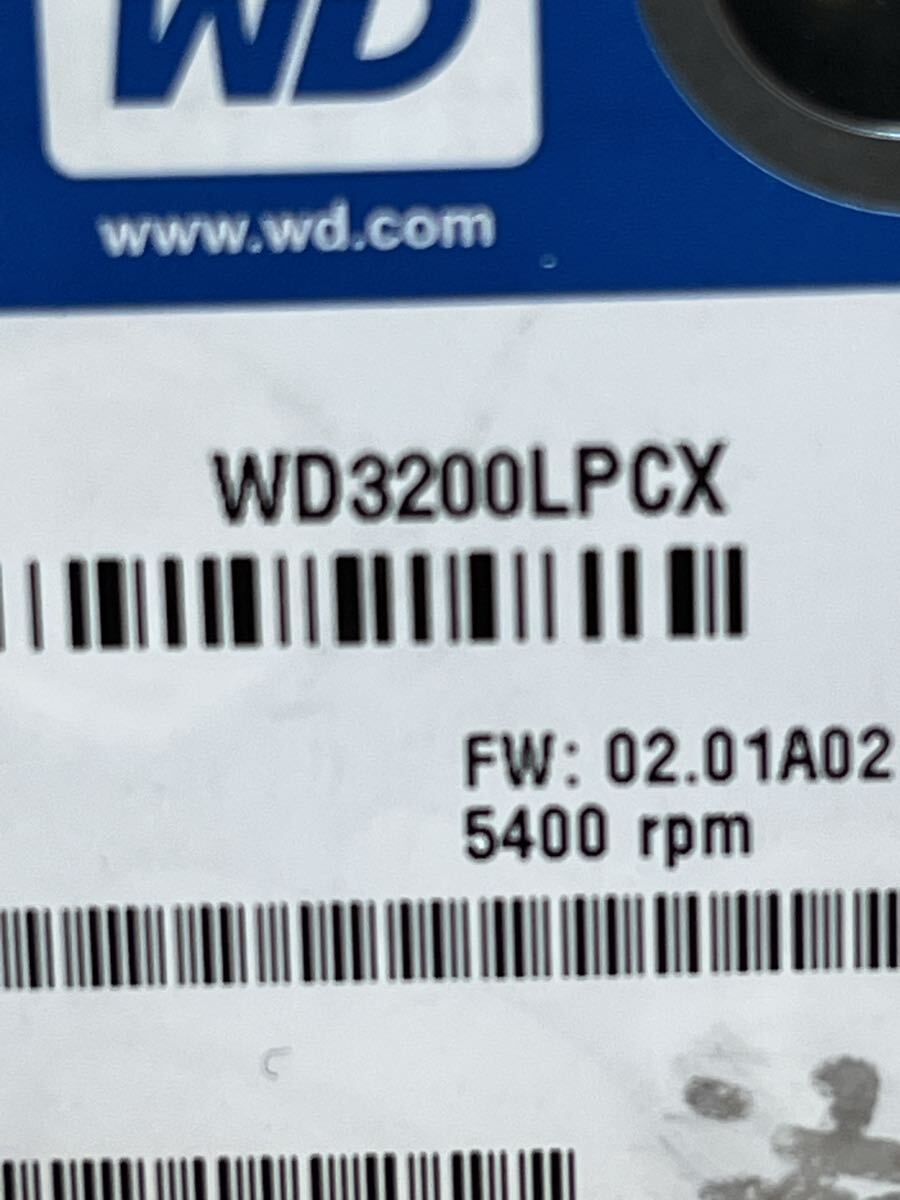 WD
www.wd.com
WD3200LPCX
FW: 02.01A02
5400 rpm